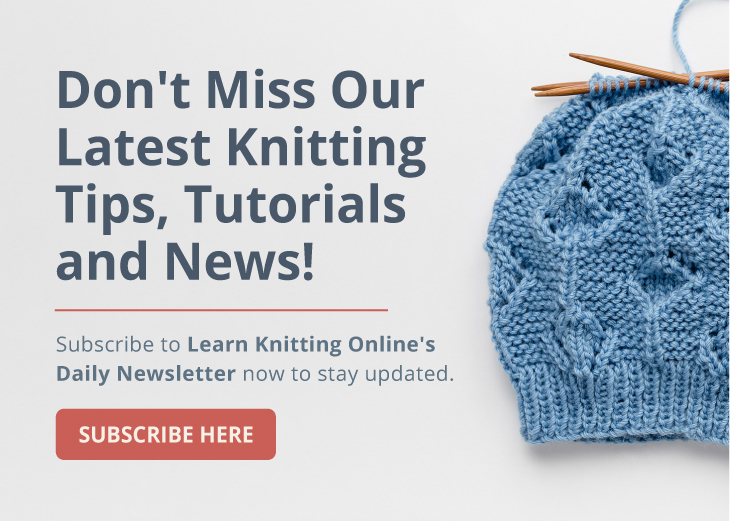 Don't Miss Our
Latest Knitting
Tips, Tutorials
and News!
Subscribe to Learn Knitting Online's
Daily Newsletter now to stay updated.
SUBSCRIBE HERE